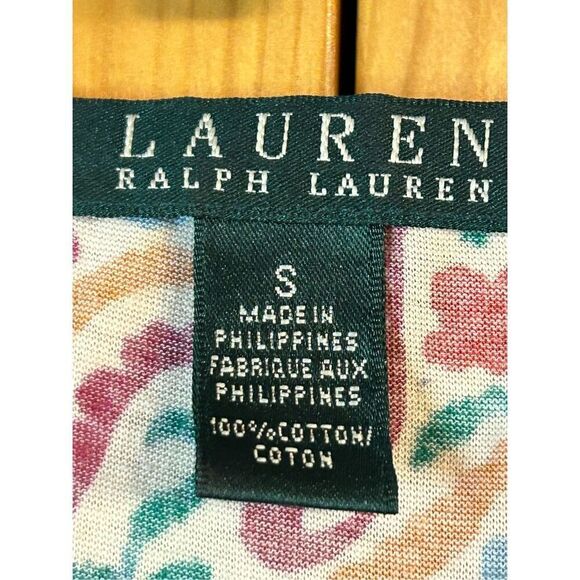 LAUREN
RALPH LAUREN
S
MADE IN
PHILIPPINES
FABRIQUE AUX
PHILIPPINES
100%COTTON/
COTON